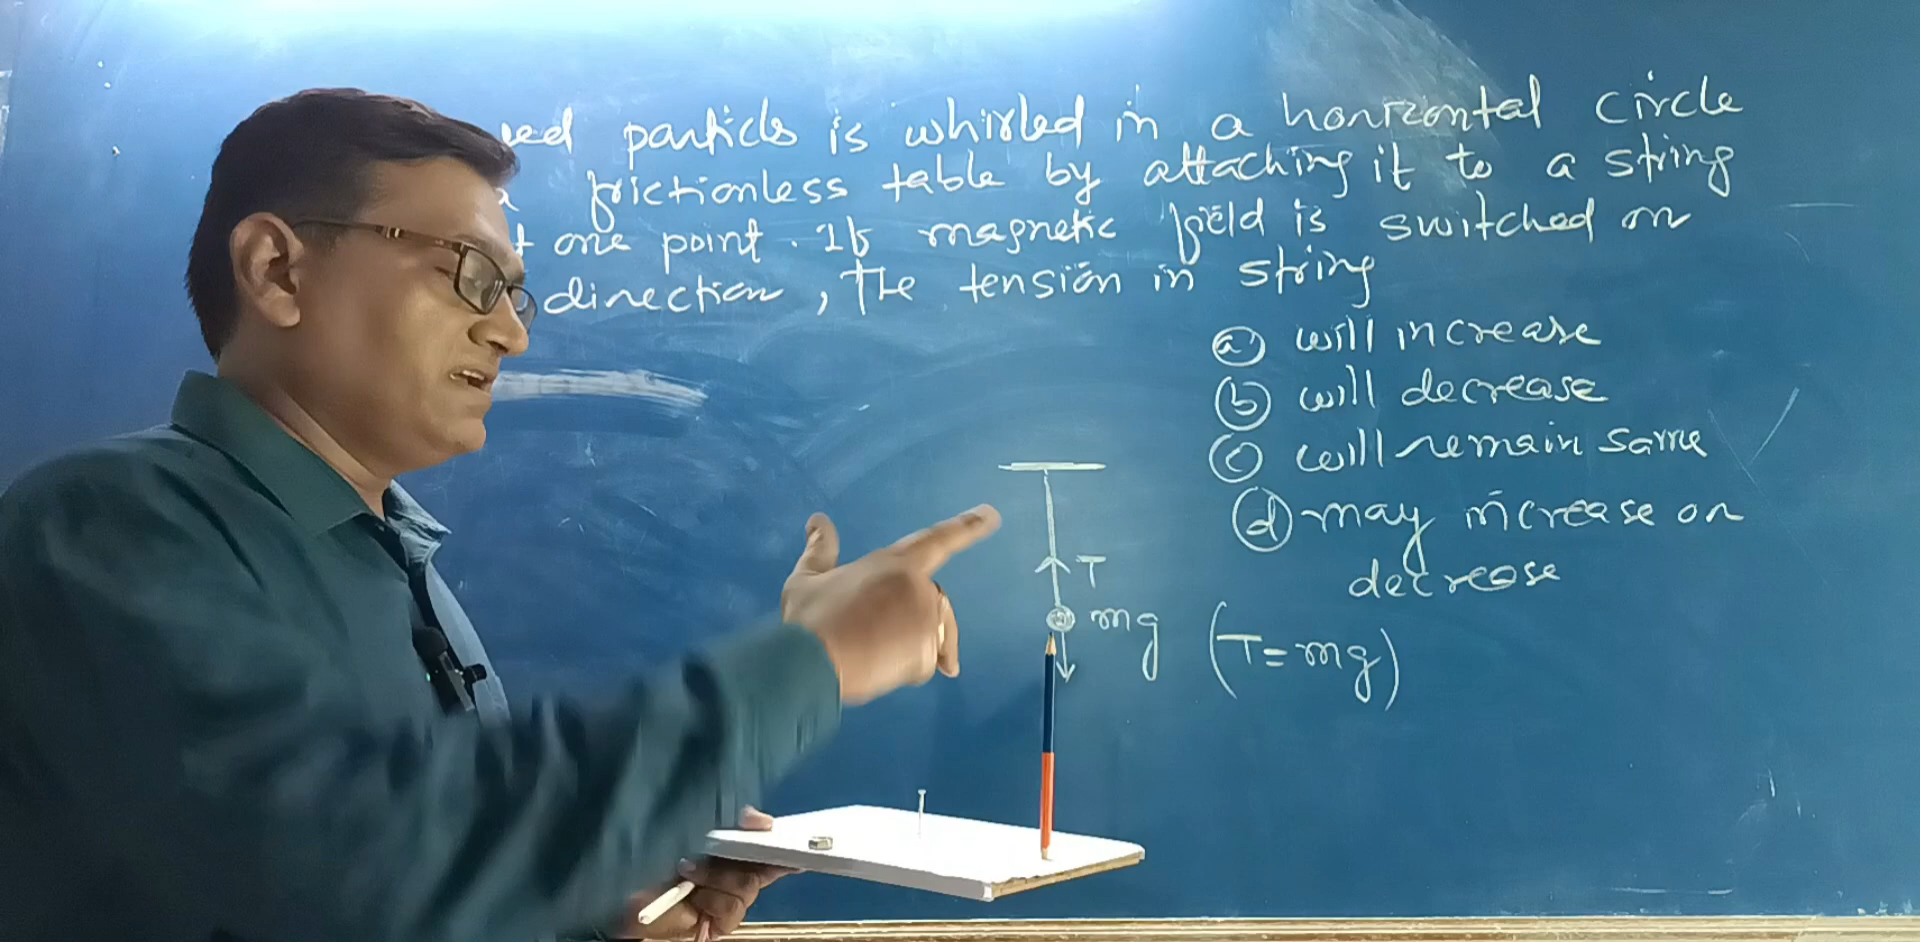 particle is whirled in a horizontal circle
frictionless table by attaching it to a string
one point. If magnetic field is switched on
direction, the tension in string
(a) will increase
(b) will decrease
(c) will remain same
(d) may increase or
decrease
T
mg (T=mg)